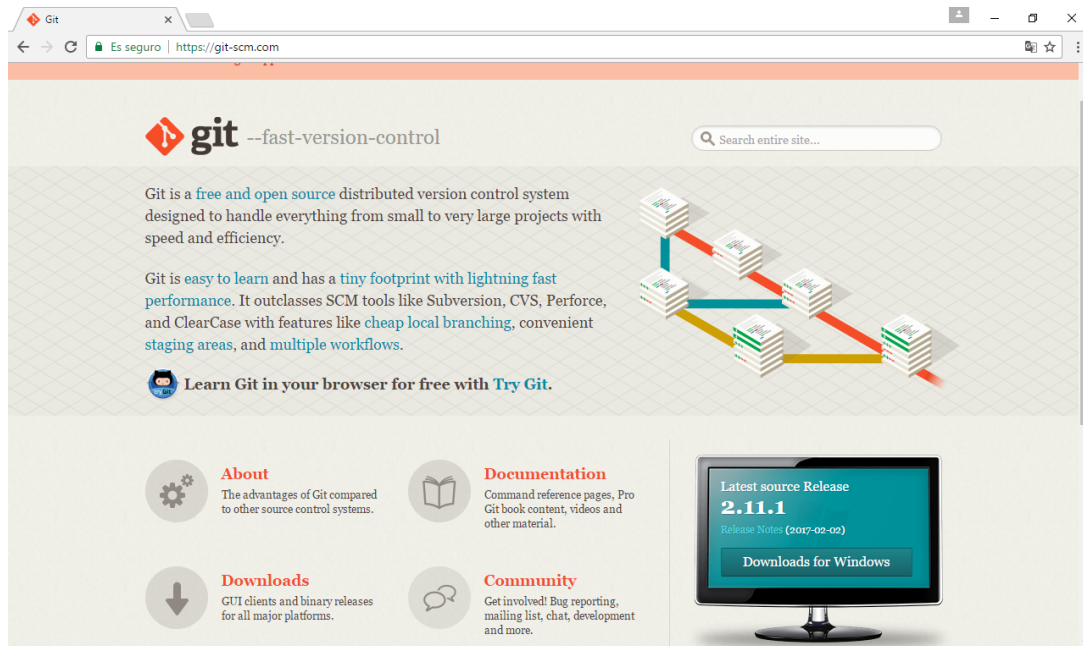 Git
Es seguro
https://git-scm.com
git --fast-version-control
Search entire site...
Git is a free and open source distributed version control system
designed to handle everything from small to very large projects with
speed and efficiency.
Git is easy to learn and has a tiny footprint with lightning fast
performance. It outclasses SCM tools like Subversion, CVS, Perforce,
and ClearCase with features like cheap local branching, convenient
staging areas, and multiple workflows.
Learn Git in your browser for free with Try Git.
About
The advantages of Git compared
to other source control systems.
Documentation
Command reference pages, Pro
Git book content, videos and
other material.
Downloads
GUI clients and binary releases
for all major platforms.
Community
Get involved! Bug reporting,
mailing list, chat, development
and more.
Latest source Release
2.11.1
Release Notes (2017-02-02)
Downloads for Windows